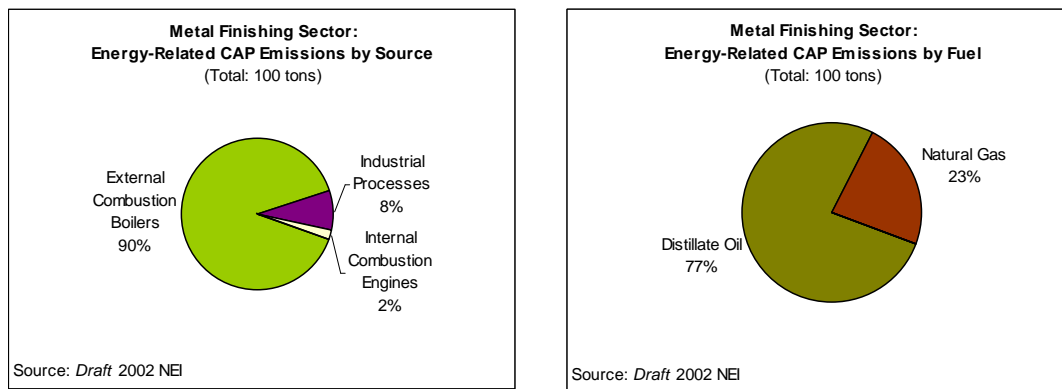 Metal Finishing Sector:
Energy-Related CAP Emissions by Source
(Total: 100 tons)
External
Combustion
Boilers
90%
Industrial
Processes
8%
Internal
Combustion
Engines
2%
Source: Draft 2002 NEI
Metal Finishing Sector:
Energy-Related CAP Emissions by Fuel
(Total: 100 tons)
Natural Gas
23%
Distillate Oil
77%
Source: Draft 2002 NEI